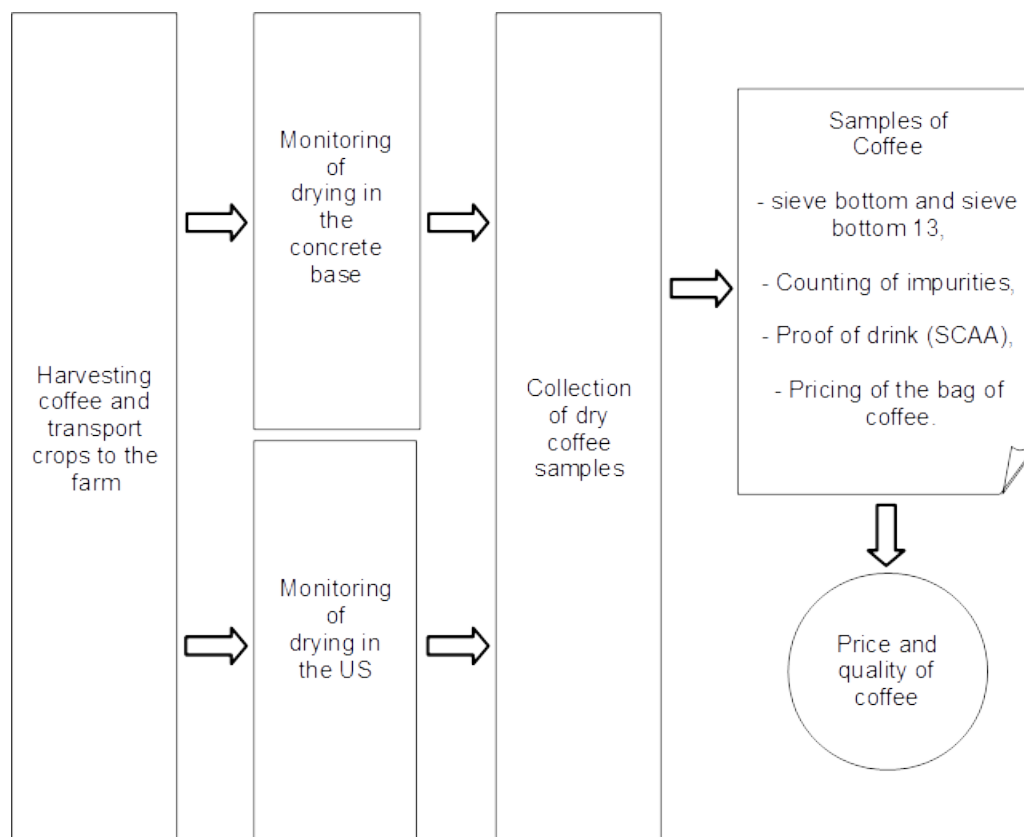 Harvesting
coffee and
transport
crops to the
farm
Monitoring
of
drying in
the
concrete
base
Monitoring
of
drying in
the US
Collection
of dry
coffee
samples
Samples of
Coffee
- sieve bottom and sieve
bottom 13,
- Counting of impurities,
- Proof of drink (SCAA),
- Pricing of the bag of
coffee.
Price and
quality of
coffee